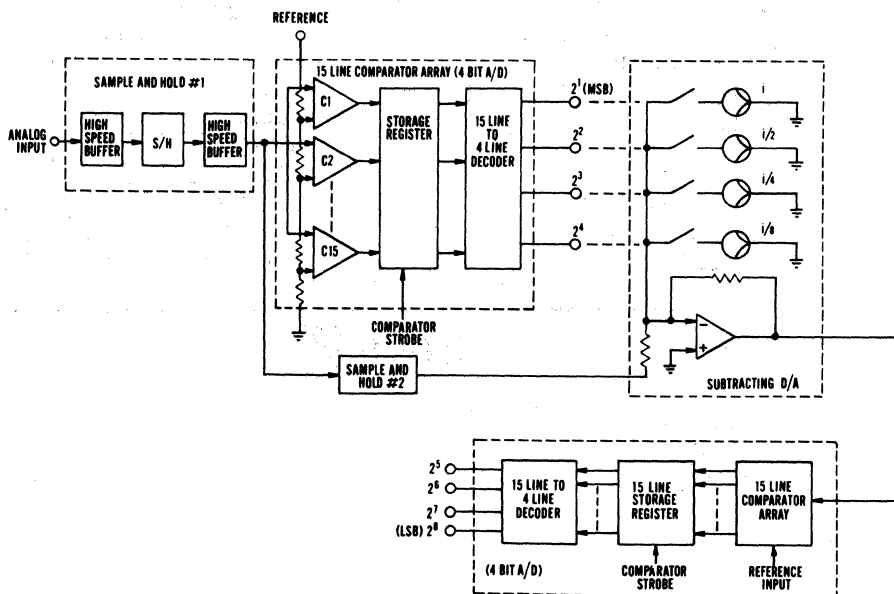 REFERENCE
SAMPLE AND HOLD #1
ANALOG
INPUT
HIGH
SPEED
BUFFER
S/H
HIGH
SPEED
BUFFER
15 LINE COMPARATOR ARRAY (4 BIT A/D)
C1
C2
C15
STORAGE
REGISTER
15 LINE
TO
4 LINE
DECODER
COMPARATOR
STROBE
2¹ (MSB)
2²
2³
2⁴
i
i/2
i/4
i/8
−
+
SUBTRACTING D/A
SAMPLE AND
HOLD #2
2⁵
2⁶
2⁷
(LSB) 2⁸
15 LINE TO
4 LINE
DECODER
15 LINE
STORAGE
REGISTER
15 LINE
COMPARATOR
ARRAY
(4 BIT A/D)
COMPARATOR
STROBE
REFERENCE
INPUT